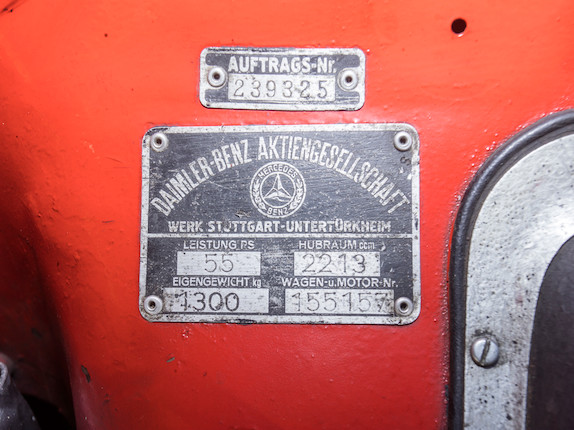 AUFTRAGS-Nr.
239325
DAIMLER-BENZ AKTIENGESELLSCHAFT
MERCEDES
BENZ
WERK STUTTGART-UNTERTÜRKHEIM
LEISTUNG PS HUBRAUM ccm
55 2213
EIGENGEWICHT kg WAGEN-u.MOTOR-Nr.
1300 155157